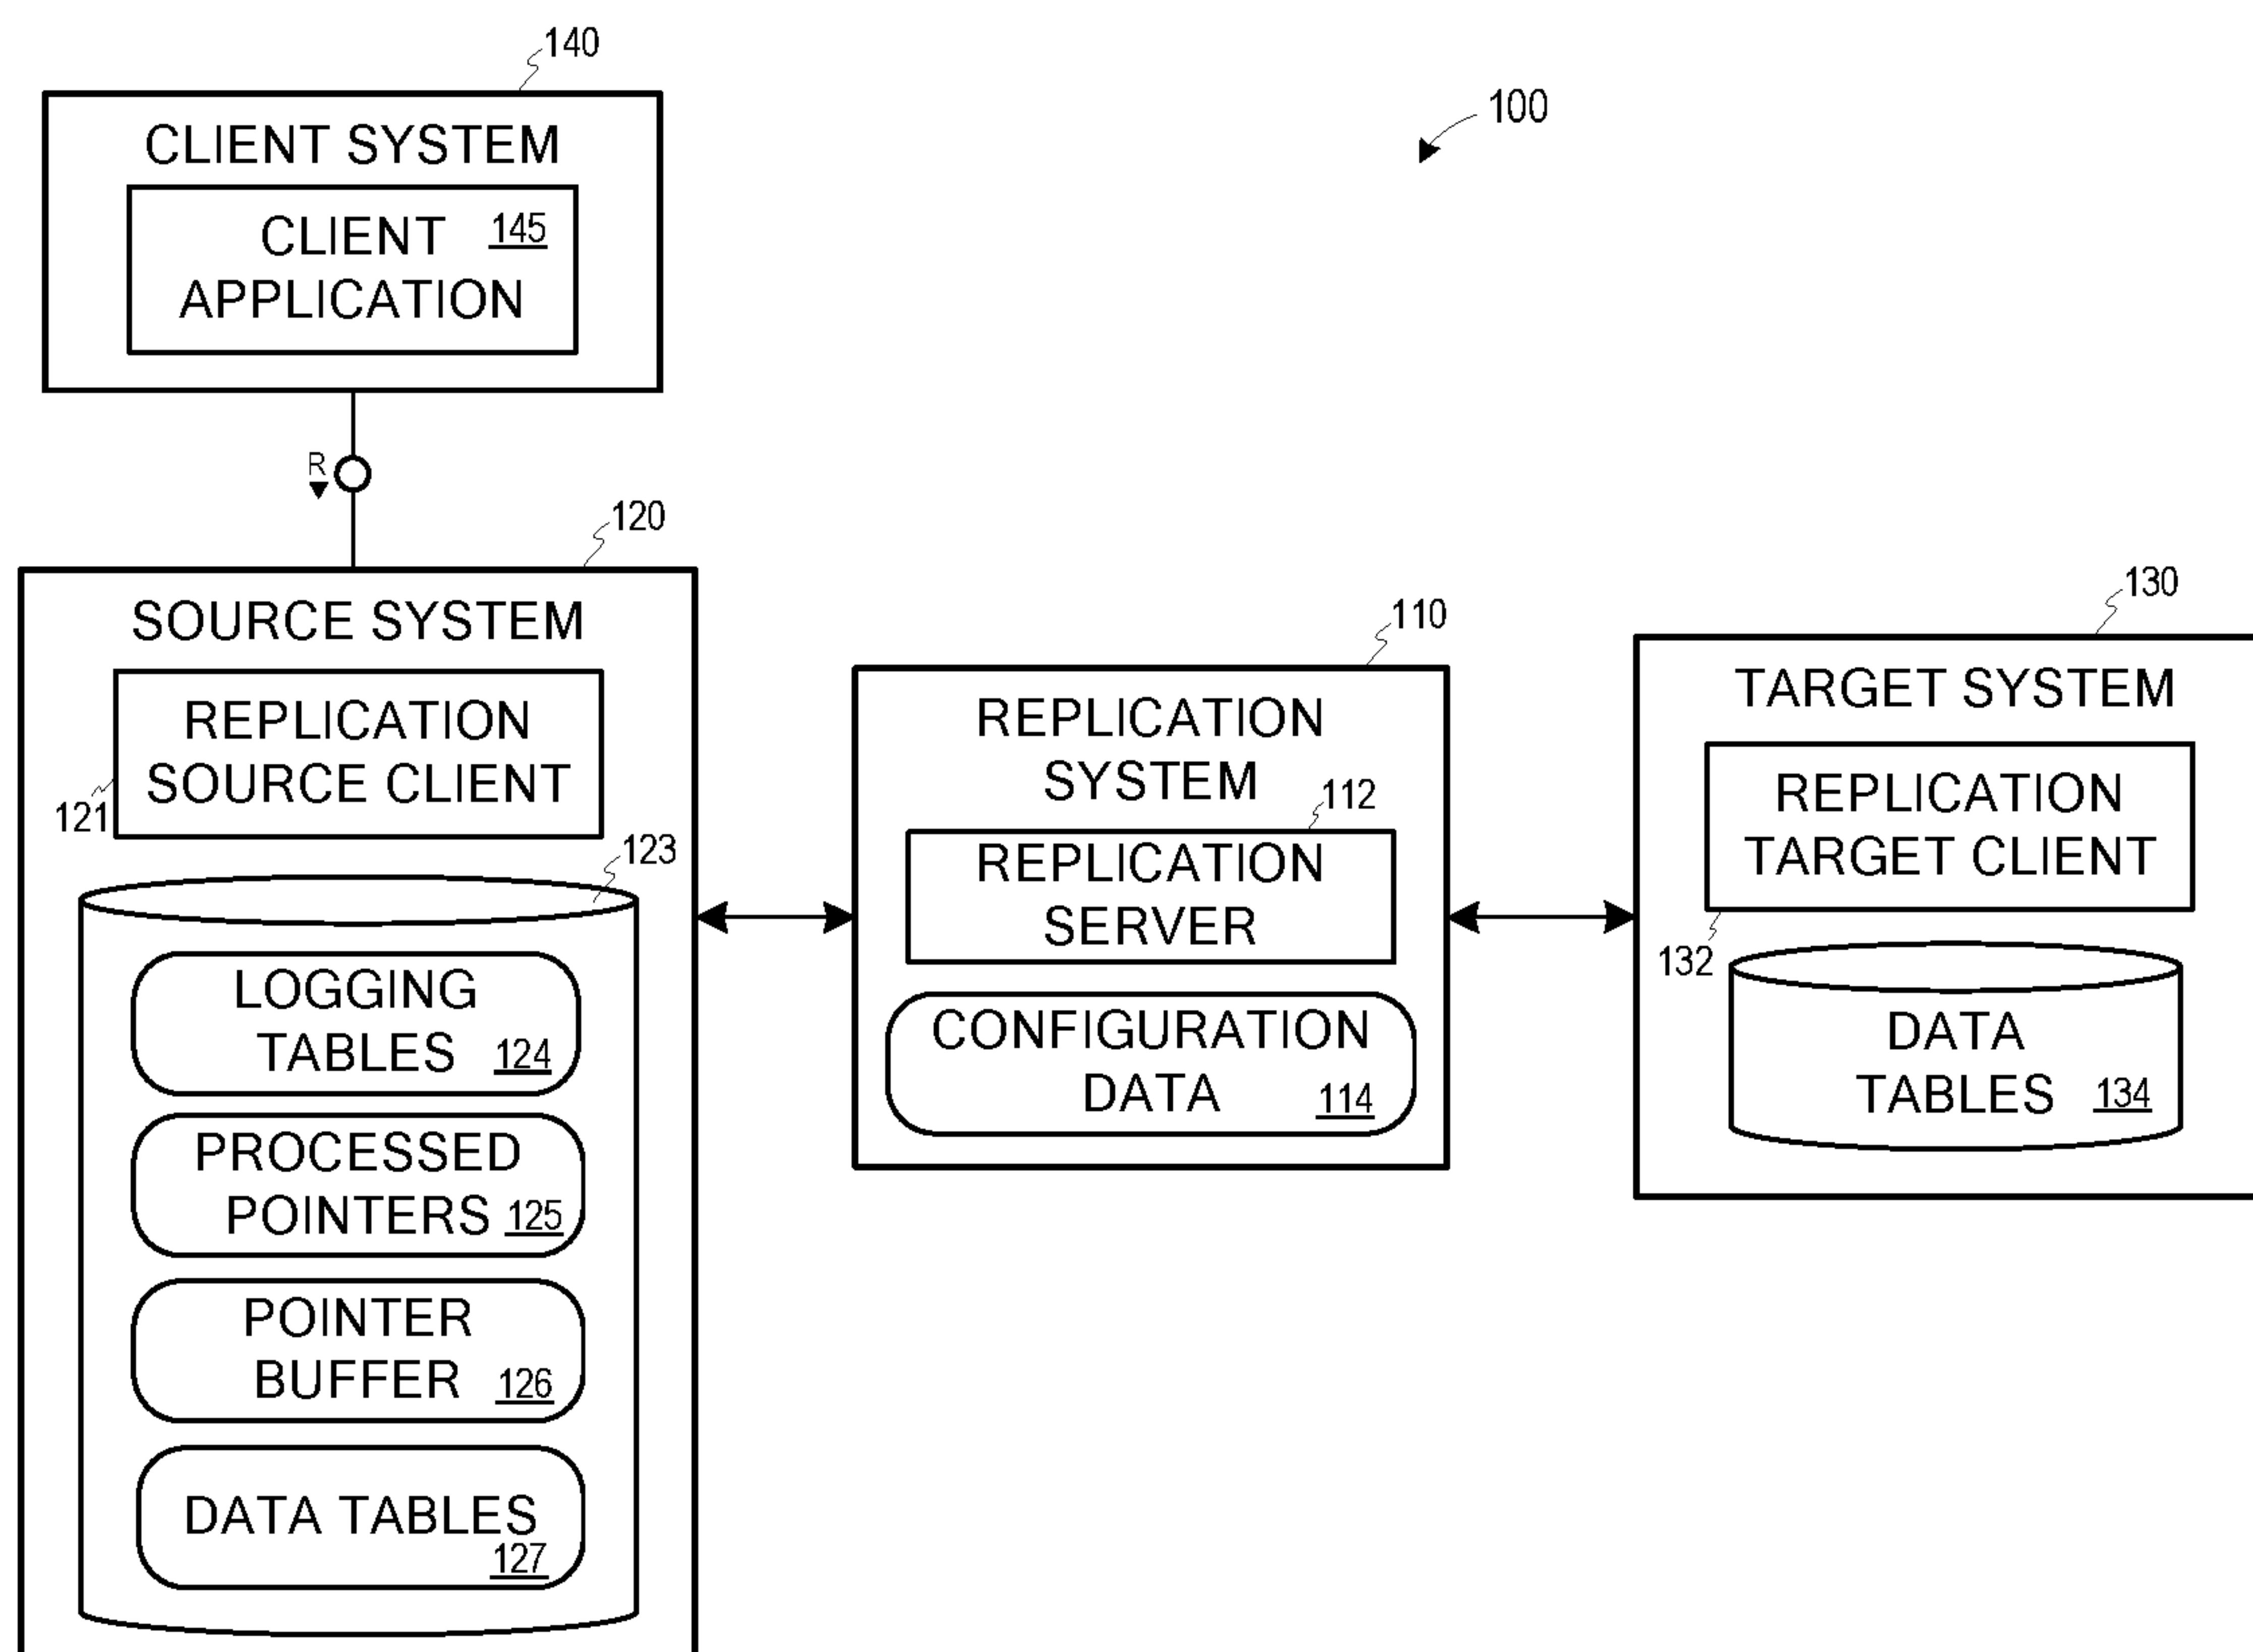 140
100
CLIENT SYSTEM
CLIENT 145
APPLICATION
R
120
SOURCE SYSTEM
REPLICATION
SOURCE CLIENT
121
123
LOGGING
TABLES 124
PROCESSED
POINTERS 125
POINTER
BUFFER 126
DATA TABLES
127
110
REPLICATION
SYSTEM
112
REPLICATION
SERVER
CONFIGURATION
DATA 114
130
TARGET SYSTEM
REPLICATION
TARGET CLIENT
132
DATA
TABLES 134